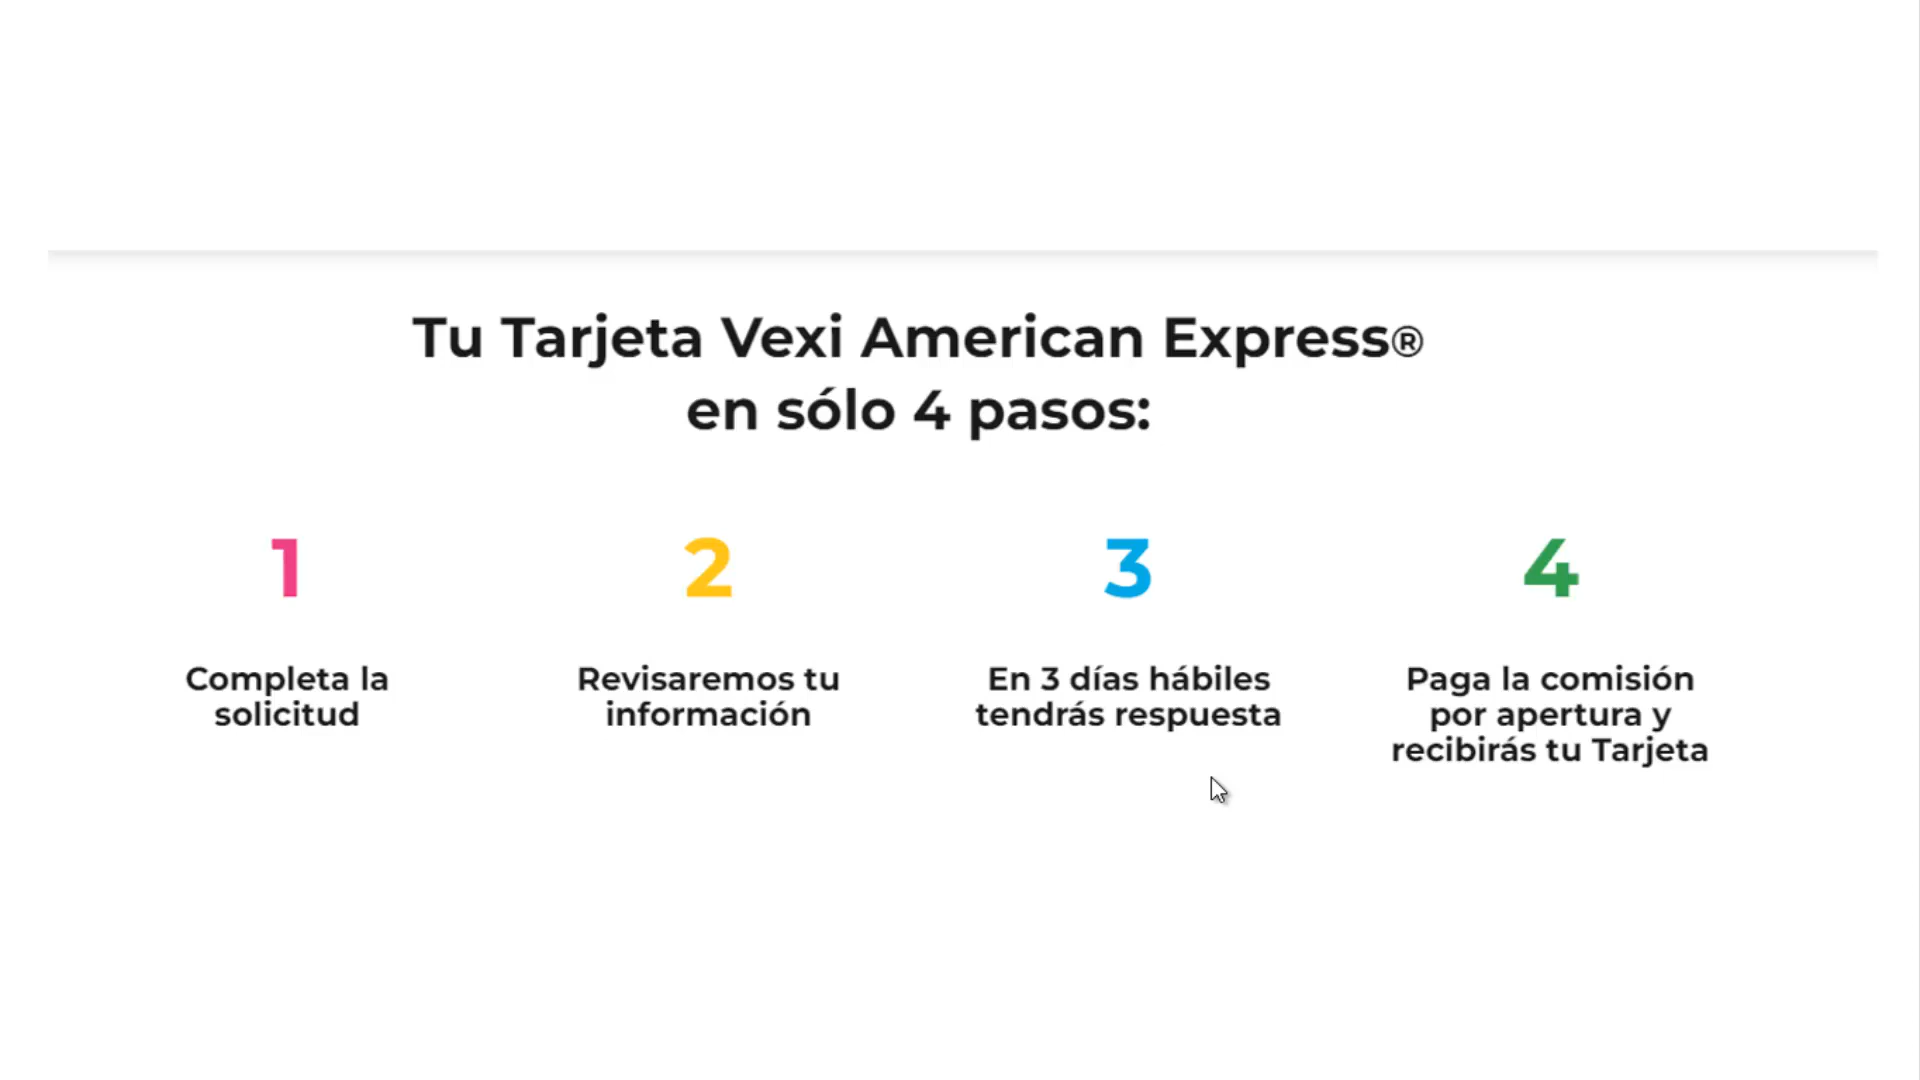 Tu Tarjeta Vexi American Express®
en sólo 4 pasos:
1
Completa la
solicitud
2
Revisaremos tu
información
3
En 3 días hábiles
tendrás respuesta
4
Paga la comisión
por apertura y
recibirás tu Tarjeta